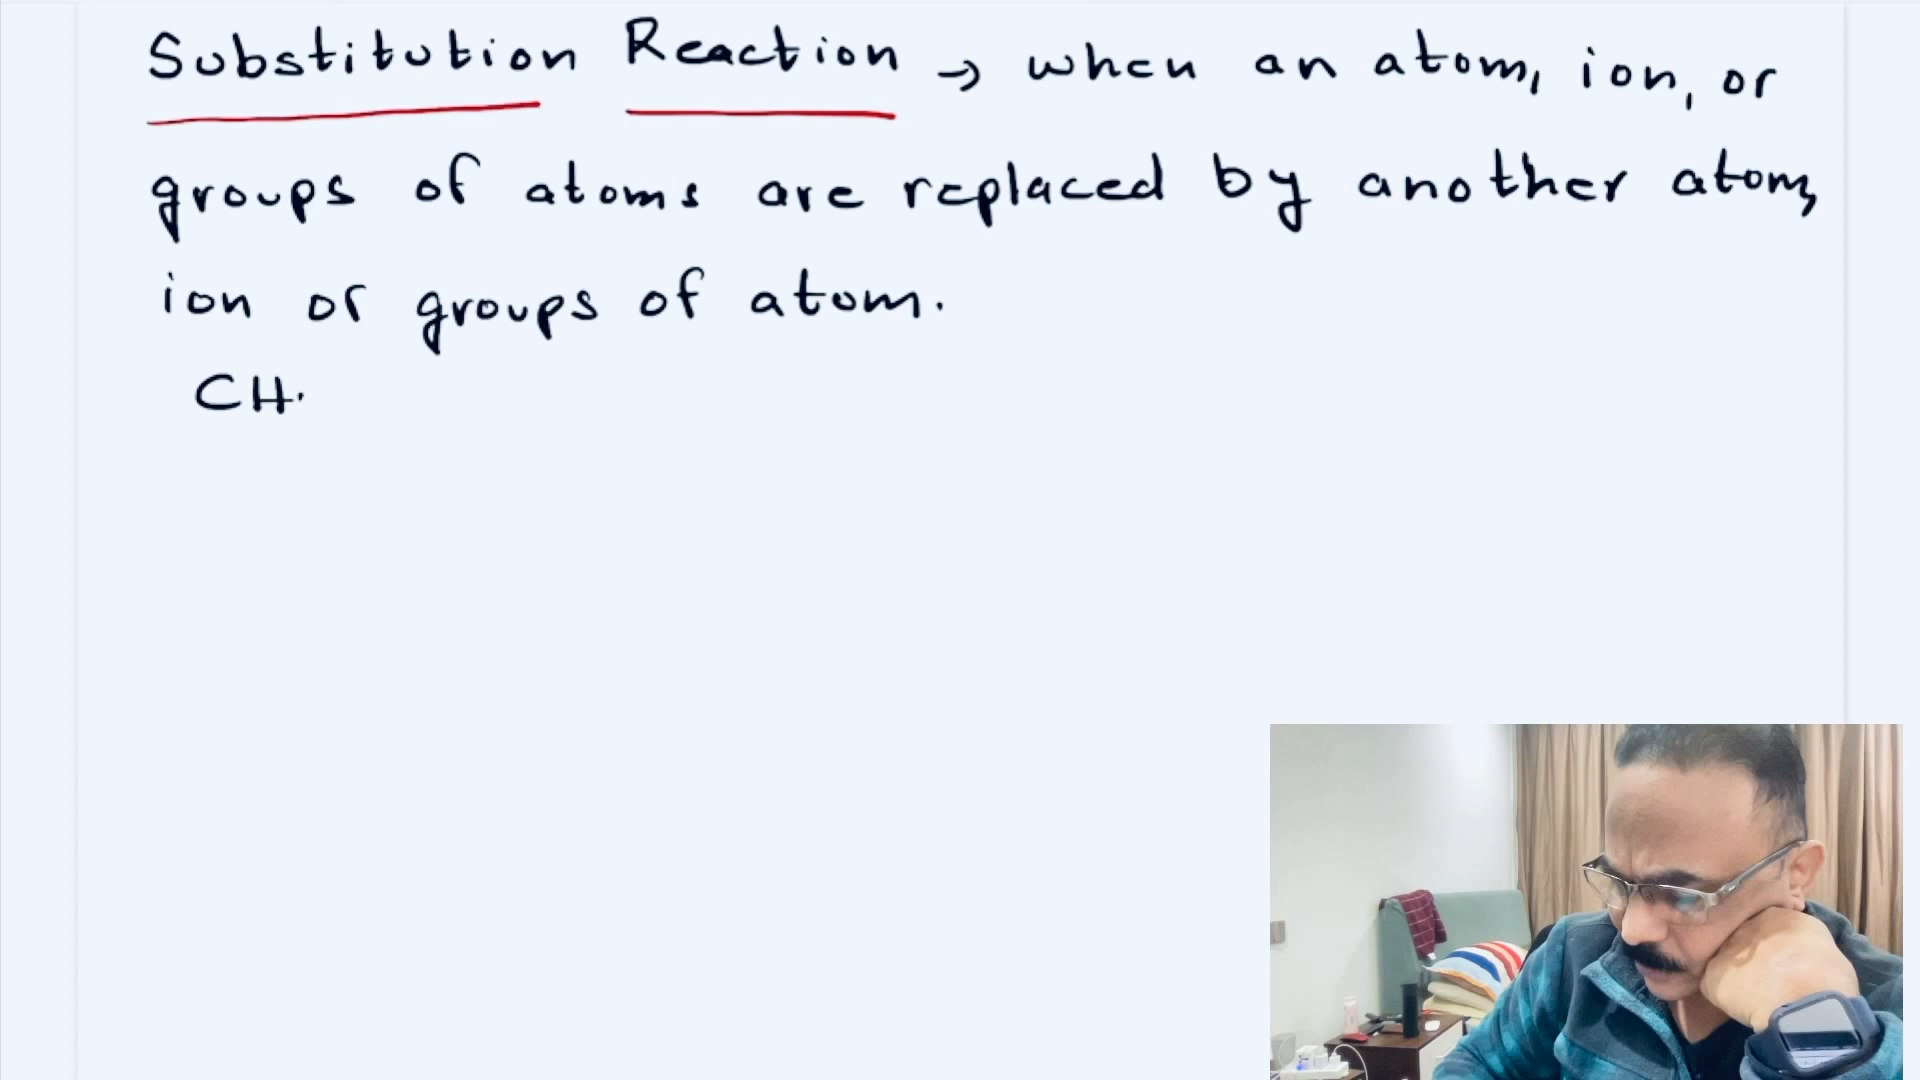 Substitution Reaction → when an atom, ion, or
groups of atoms are replaced by another atom,
ion or groups of atom.
CH.